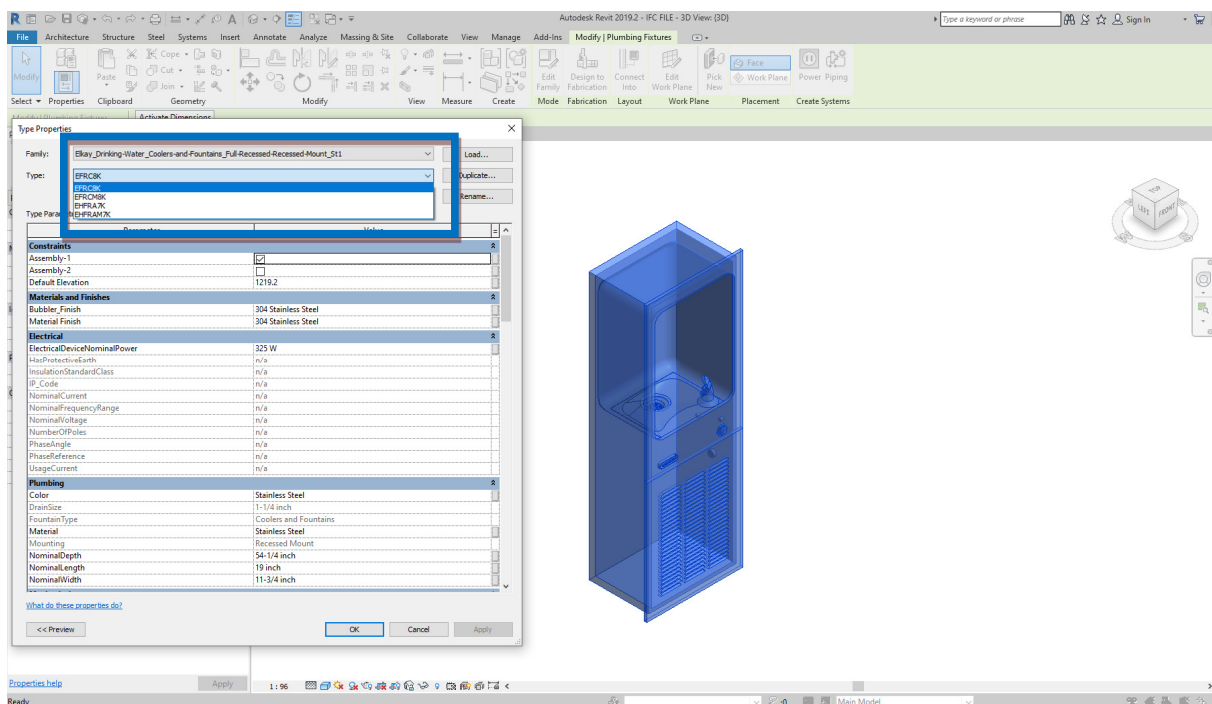 Autodesk Revit 2019.2 - IFC FILE - 3D View: {3D}
Type a keyword or phrase
Sign In
File Architecture Structure Steel Systems Insert Annotate Analyze Massing & Site Collaborate View Manage Add-Ins Modify | Plumbing Fixtures
Modify
Paste
Cope
Cut
Join
Edit Family
Design to Fabrication
Connect Into
Edit Work Plane
Pick New
Face
Work Plane
Power Piping
Select Properties Clipboard Geometry Modify View Measure Create Mode Fabrication Layout Work Plane Placement Create Systems
Activate Dimensions
Type Properties
Family: Elkay_Drinking-Water_Coolers-and-Fountains_Full-Recessed-Recessed-Mount_St1 Load...
Type: EFRC8K Duplicate...
EFRC8K
EFRCM8K
EHFRA7K
EHFRAM7K
Rename...
Type Para
Constraints
Assembly-1
Assembly-2
Default Elevation 1219.2
Materials and Finishes
Bubbler_Finish 304 Stainless Steel
Material Finish 304 Stainless Steel
Electrical
ElectricalDeviceNominalPower 325 W
HasProtectiveEarth n/a
InsulationStandardClass n/a
IP_Code n/a
NominalCurrent n/a
NominalFrequencyRange n/a
NominalVoltage n/a
NumberOfPoles n/a
PhaseAngle n/a
PhaseReference n/a
UsageCurrent n/a
Plumbing
Color Stainless Steel
DrainSize 1-1/4 inch
FountainType Coolers and Fountains
Material Stainless Steel
Mounting Recessed Mount
NominalDepth 54-1/4 inch
NominalLength 19 inch
NominalWidth 11-3/4 inch
What do these properties do?
<< Preview OK Cancel Apply
TOP
LEFT FRONT
Properties help Apply 1 : 96
Ready :0 Main Model